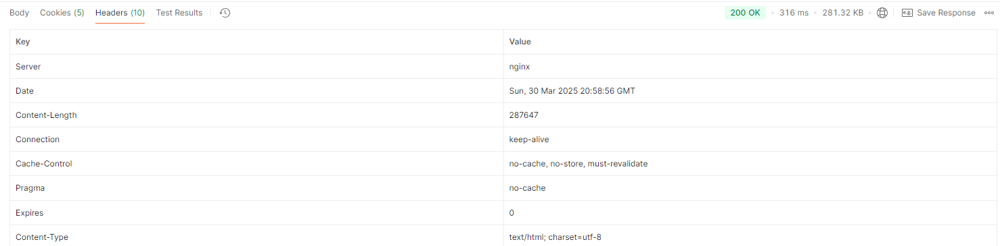 Body Cookies (5) Headers (10) Test Results 200 OK • 316 ms • 281.32 KB • e.g. Save Response
Key Value
Server nginx
Date Sun, 30 Mar 2025 20:58:56 GMT
Content-Length 287647
Connection keep-alive
Cache-Control no-cache, no-store, must-revalidate
Pragma no-cache
Expires 0
Content-Type text/html; charset=utf-8